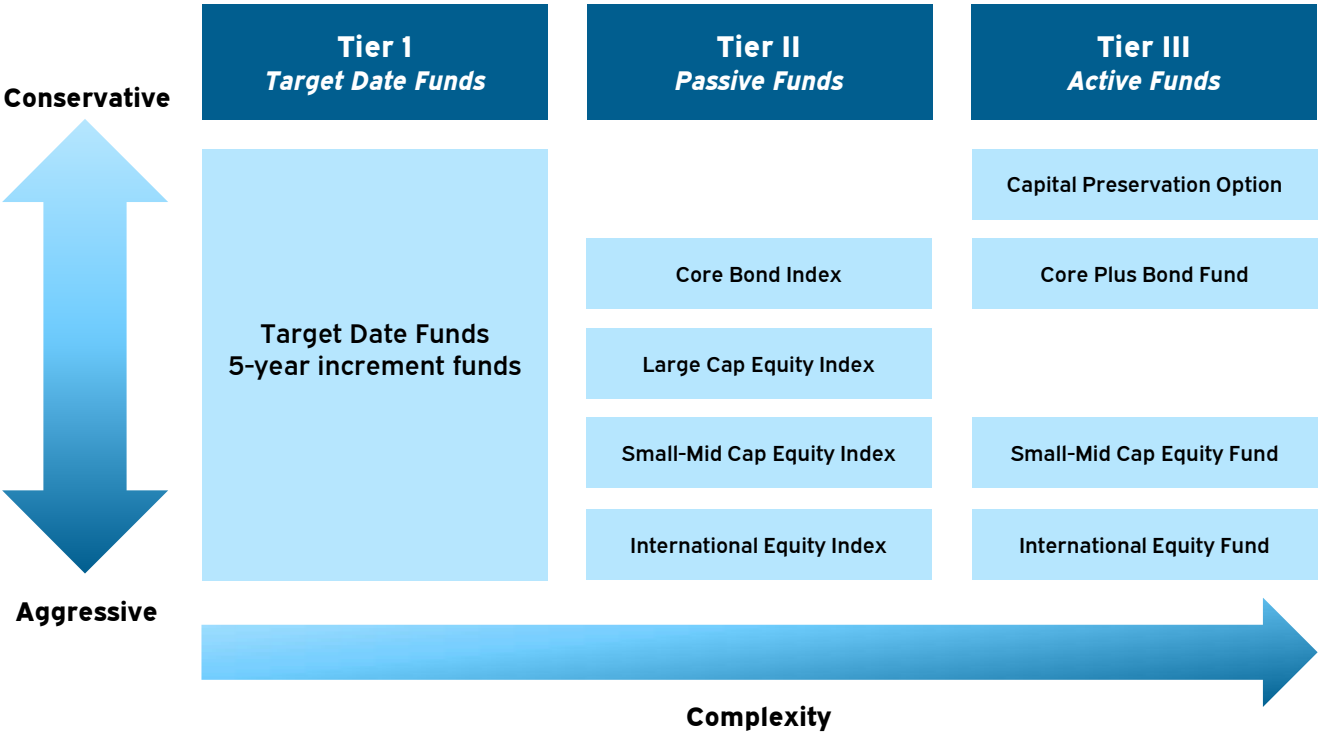 Tier 1
Target Date Funds
Tier II
Passive Funds
Tier III
Active Funds
Conservative
Capital Preservation Option
Core Bond Index
Core Plus Bond Fund
Target Date Funds
5-year increment funds
Large Cap Equity Index
Small-Mid Cap Equity Index
Small-Mid Cap Equity Fund
International Equity Index
International Equity Fund
Aggressive
Complexity